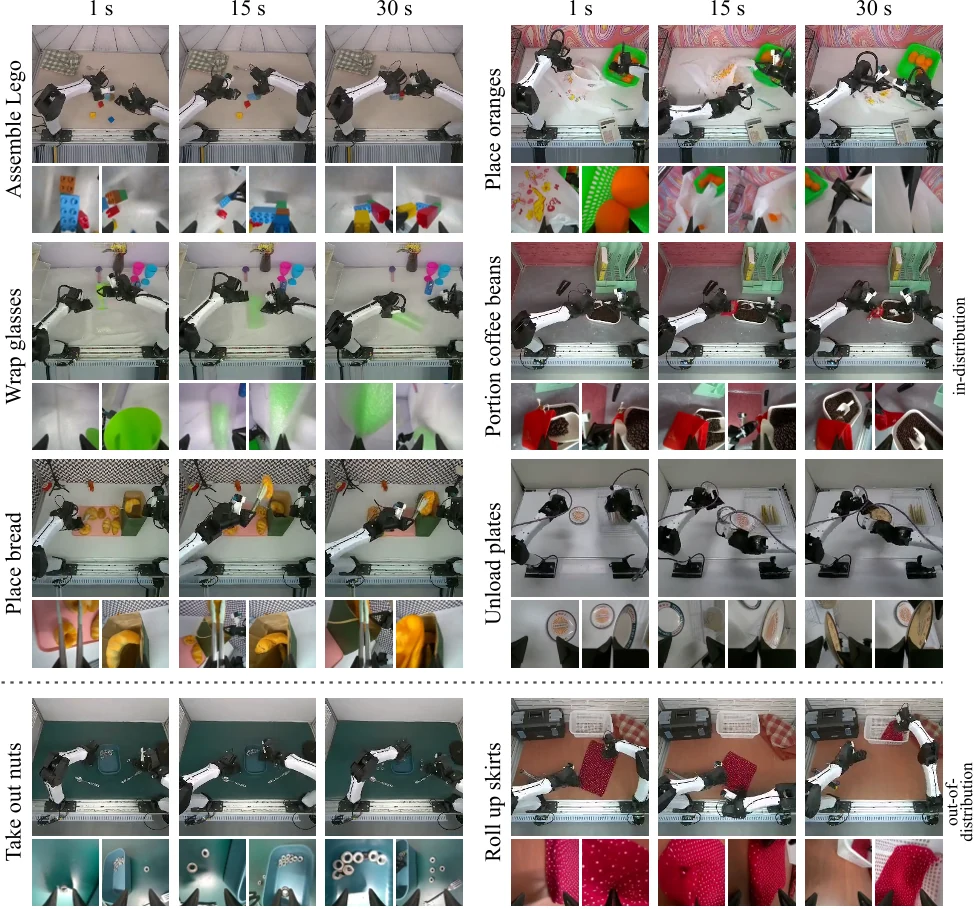 1 s 15 s 30 s 1 s 15 s 30 s
Assemble Lego
Place oranges
Wrap glasses
Portion coffee beans
in-distribution
Place bread
Unload plates
Take out nuts
Roll up skirts
out-of-
distribution